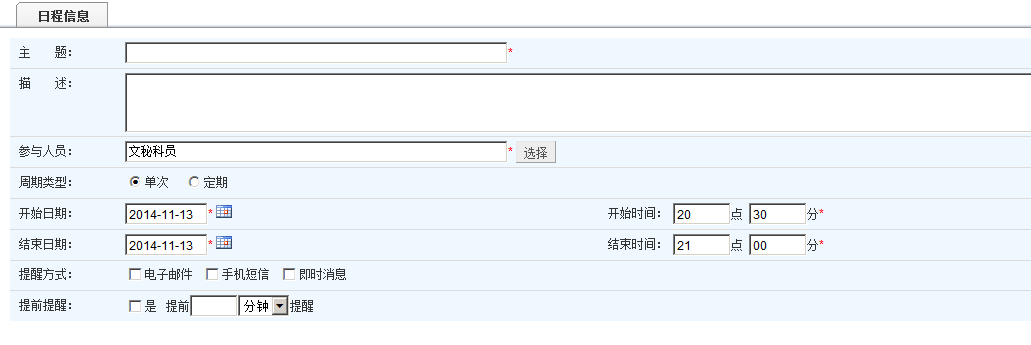 日程信息
主　　题： *
描　　述：
参与人员： 文秘科员 * 选择
周期类型： 单次 定期
开始日期： 2014-11-13 * 开始时间： 20 点 30 分*
结束日期： 2014-11-13 * 结束时间： 21 点 00 分*
提醒方式： 电子邮件 手机短信 即时消息
提前提醒： 是 提前 分钟 提醒